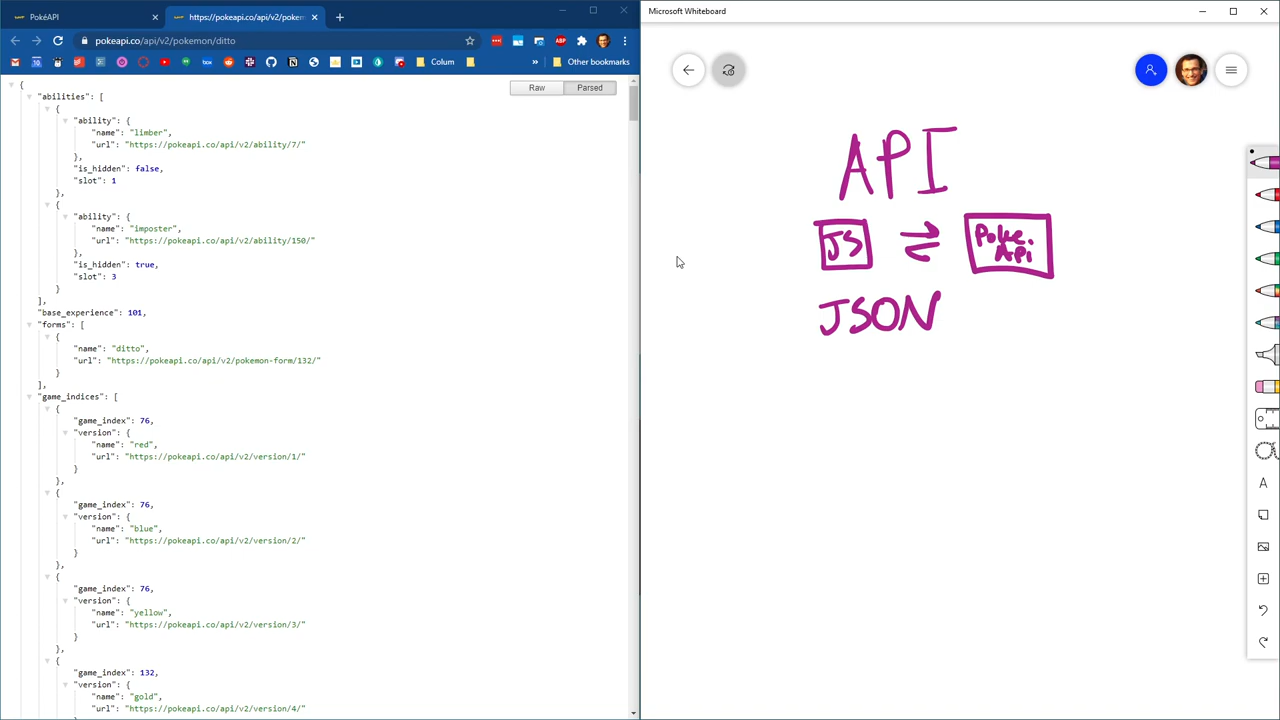 PokéAPI
https://pokeapi.co/api/v2/pokem
pokeapi.co/api/v2/pokemon/ditto
ABP
Colum
Other bookmarks
Raw
Parsed
{
"abilities": [
{
"ability": {
"name": "limber",
"url": "https://pokeapi.co/api/v2/ability/7/"
},
"is_hidden": false,
"slot": 1
},
{
"ability": {
"name": "imposter",
"url": "https://pokeapi.co/api/v2/ability/150/"
},
"is_hidden": true,
"slot": 3
}
],
"base_experience": 101,
"forms": [
{
"name": "ditto",
"url": "https://pokeapi.co/api/v2/pokemon-form/132/"
}
],
"game_indices": [
{
"game_index": 76,
"version": {
"name": "red",
"url": "https://pokeapi.co/api/v2/version/1/"
}
},
{
"game_index": 76,
"version": {
"name": "blue",
"url": "https://pokeapi.co/api/v2/version/2/"
}
},
{
"game_index": 76,
"version": {
"name": "yellow",
"url": "https://pokeapi.co/api/v2/version/3/"
}
},
{
"game_index": 132,
"version": {
"name": "gold",
"url": "https://pokeapi.co/api/v2/version/4/"
Microsoft Whiteboard
API
JS
Poke.
Api
JSON
A